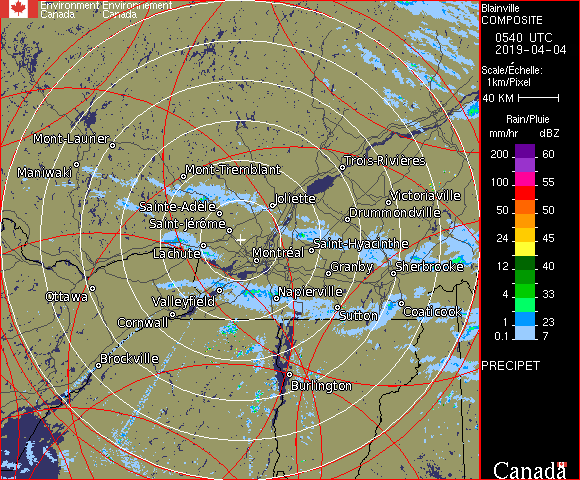 Environment Environnement
Canada Canada
Blainville
COMPOSITE
0540 UTC
2019-04-04
Scale/Échelle:
1km/Pixel
40 KM
Rain/Pluie
mm/hr dBZ
200 60
100 55
50 50
24 45
12 40
4 33
1 23
0.1 7
PRECIPET
Canada
Mont-Laurier
Maniwaki
Mont-Tremblant
Trois-Rivières
Sainte-Adèle
Joliette
Victoriaville
Drummondville
Saint-Jérôme
Lachute
Montréal
Saint-Hyacinthe
Granby
Sherbrooke
Ottawa
Valleyfield
Napierville
Cornwall
Sutton
Coaticook
Brockville
Burlington